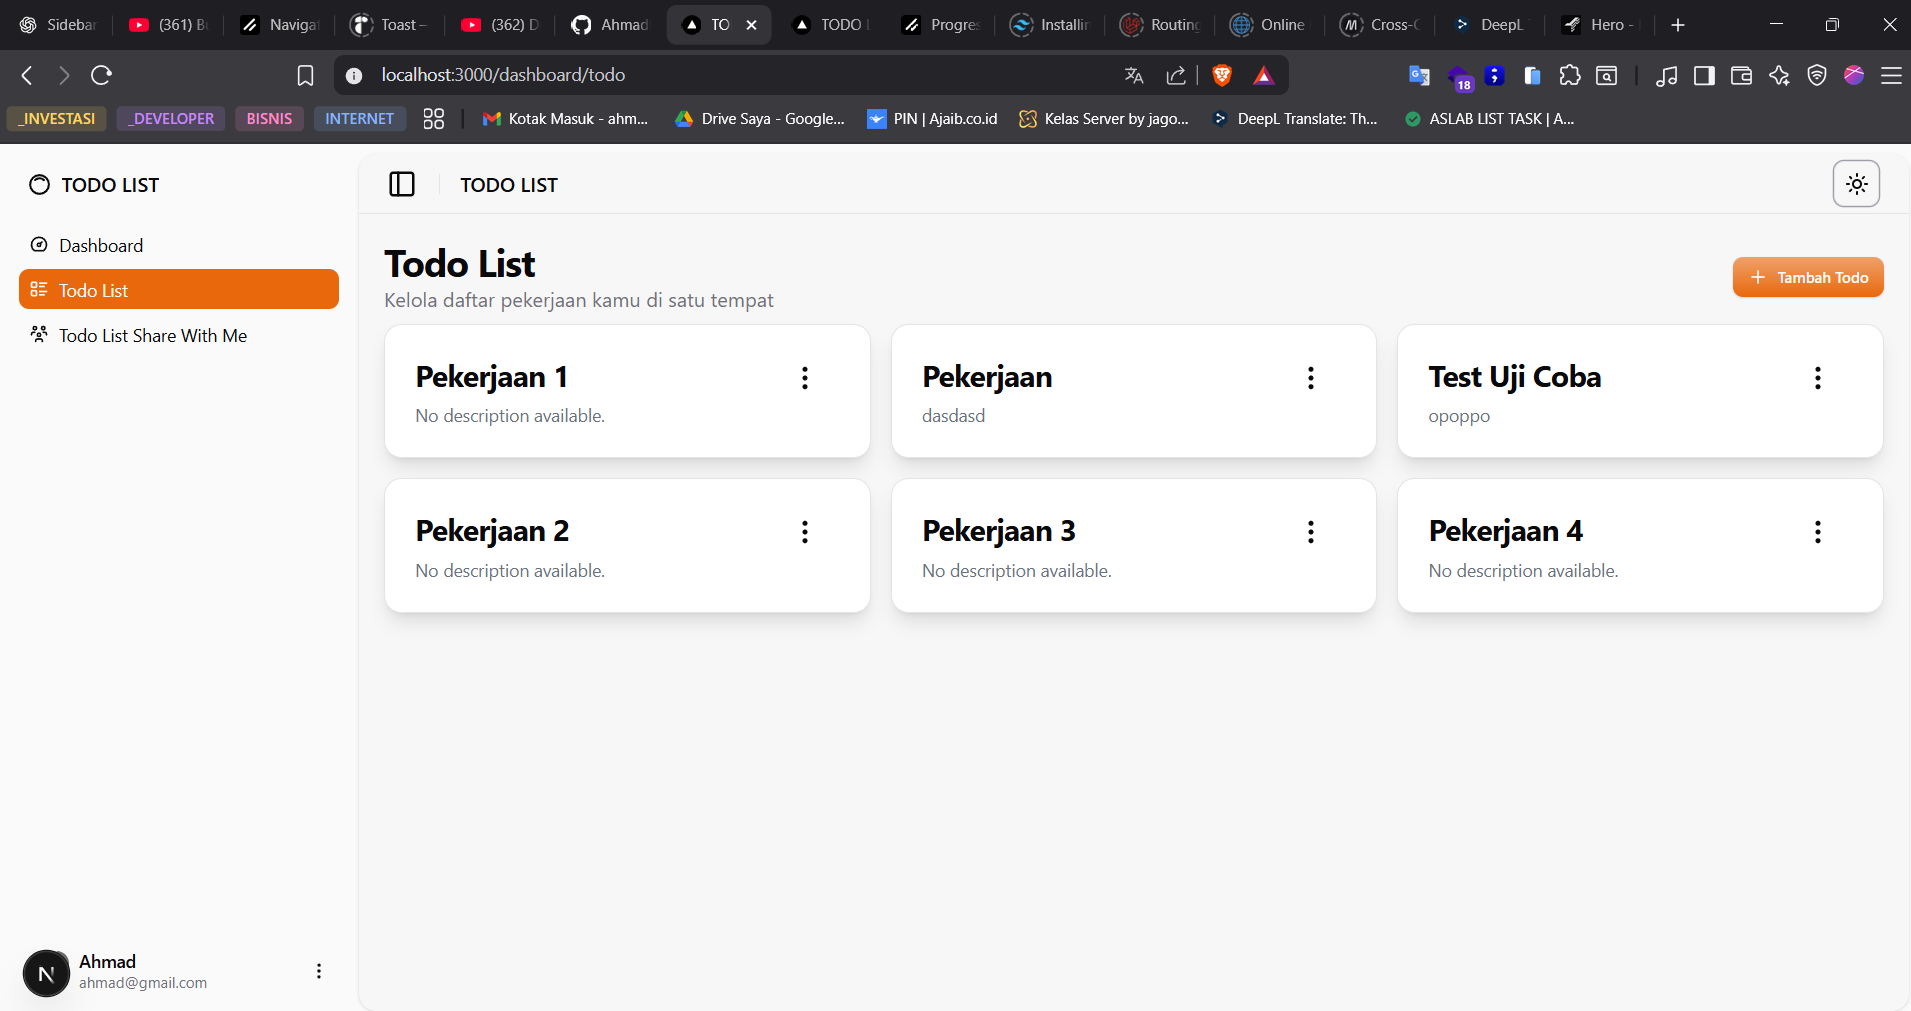 Sidebar
(361) B
Navigat
Toast –
(362) D
Ahmad
TO
TODO L
Progres
Installin
Routing
Online
Cross-O
DeepL T
Hero -
localhost:3000/dashboard/todo
18
_INVESTASI
_DEVELOPER
BISNIS
INTERNET
Kotak Masuk - ahm...
Drive Saya - Google...
PIN | Ajaib.co.id
Kelas Server by jago...
DeepL Translate: Th...
ASLAB LIST TASK | A...
TODO LIST
Dashboard
Todo List
Todo List Share With Me
N
Ahmad
ahmad@gmail.com
TODO LIST
Todo List
Kelola daftar pekerjaan kamu di satu tempat
Tambah Todo
Pekerjaan 1
No description available.
Pekerjaan
dasdasd
Test Uji Coba
opoppo
Pekerjaan 2
No description available.
Pekerjaan 3
No description available.
Pekerjaan 4
No description available.